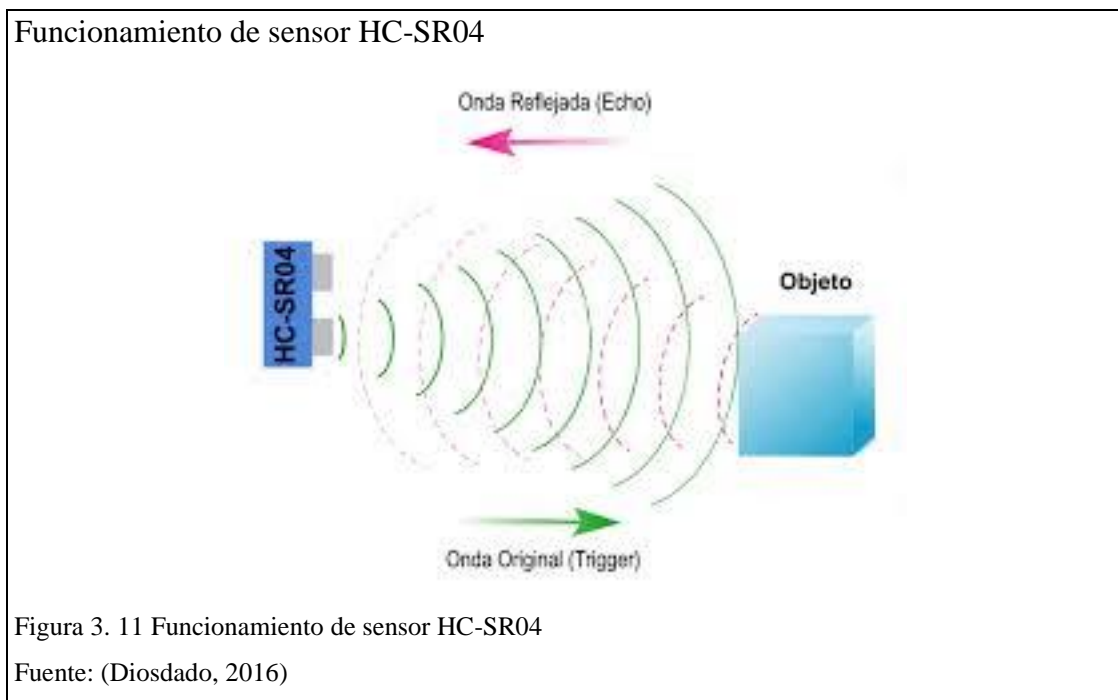 Funcionamiento de sensor HC-SR04
Onda Reflejada (Echo)
HC-SR04
Objeto
Onda Original (Trigger)
Figura 3. 11 Funcionamiento de sensor HC-SR04
Fuente: (Diosdado, 2016)